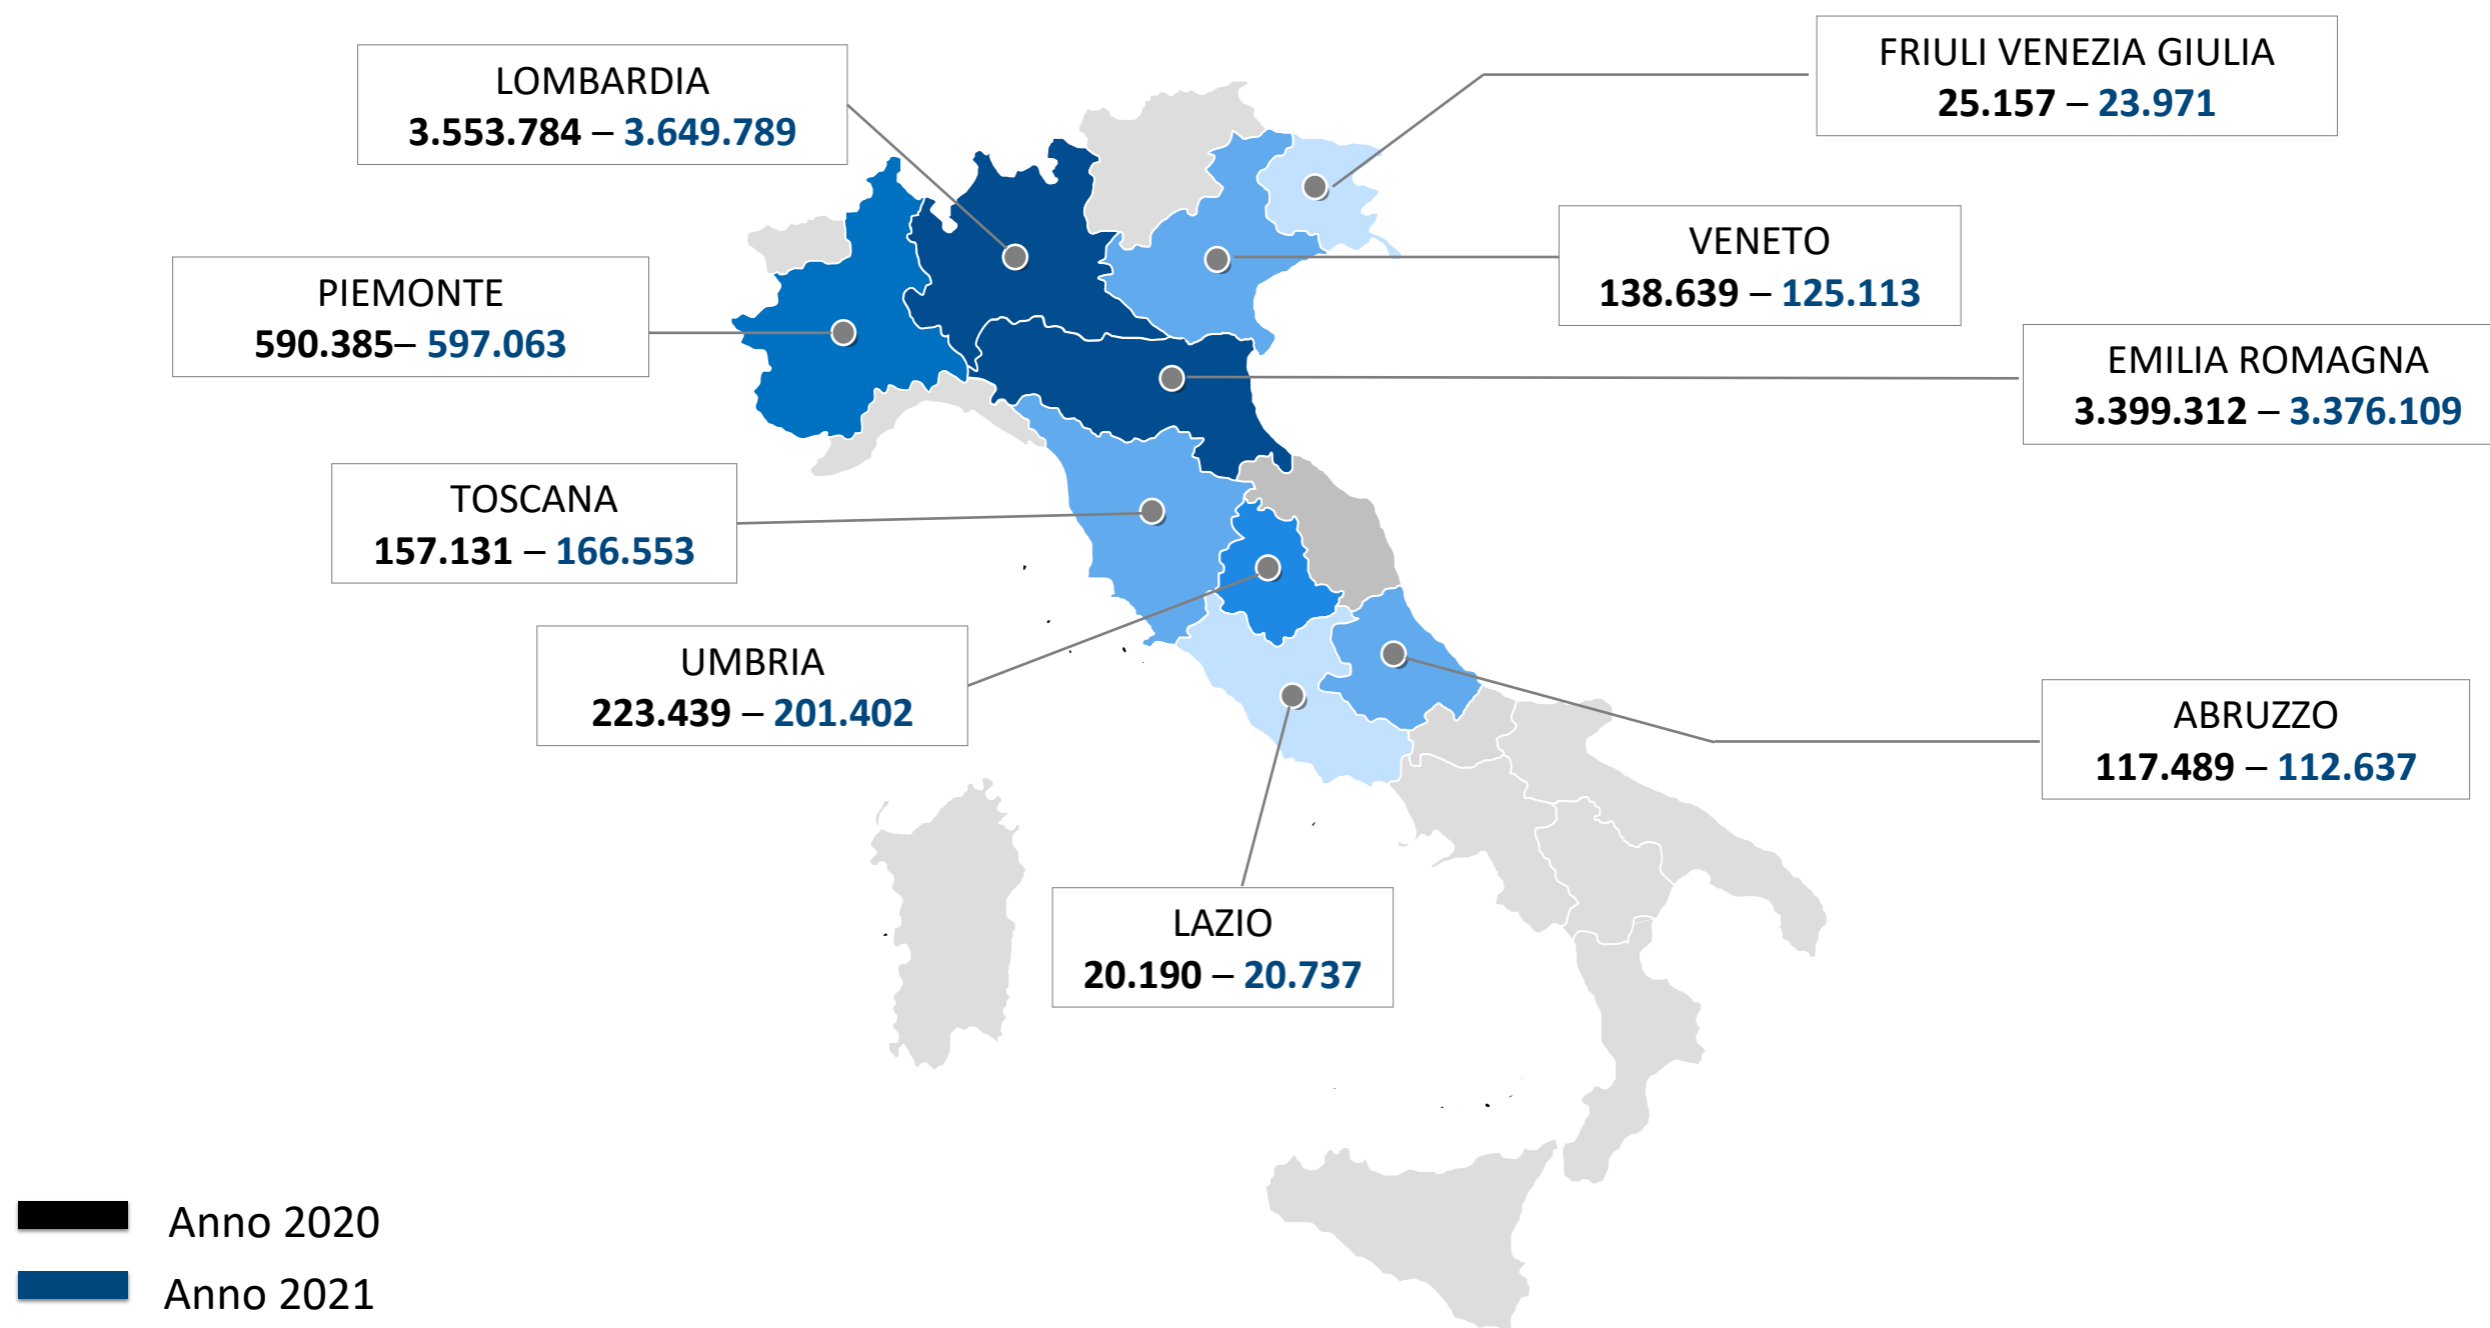 FRIULI VENEZIA GIULIA
25.157 – 23.971
LOMBARDIA
3.553.784 – 3.649.789
VENETO
138.639 – 125.113
PIEMONTE
590.385– 597.063
EMILIA ROMAGNA
3.399.312 – 3.376.109
TOSCANA
157.131 – 166.553
UMBRIA
223.439 – 201.402
ABRUZZO
117.489 – 112.637
LAZIO
20.190 – 20.737
Anno 2020
Anno 2021